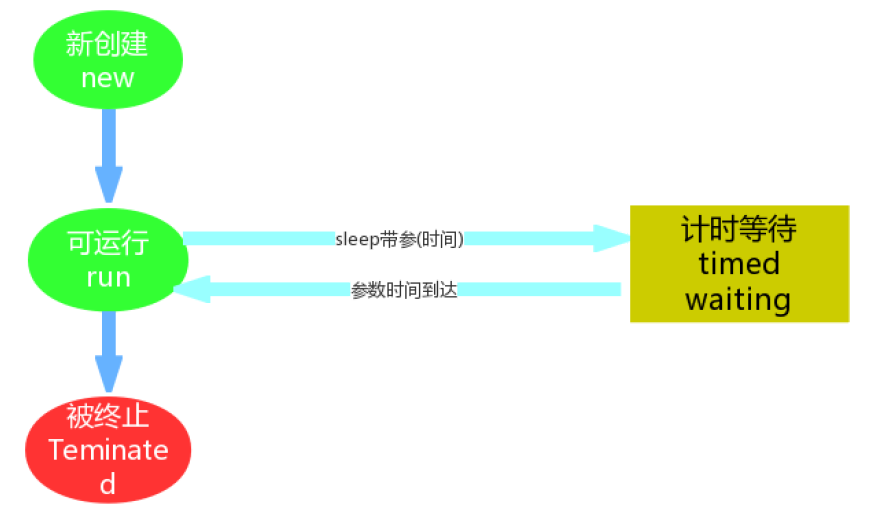 新创建
new
可运行
run
sleep带参(时间)
参数时间到达
计时等待
timed
waiting
被终止
Teminate
d